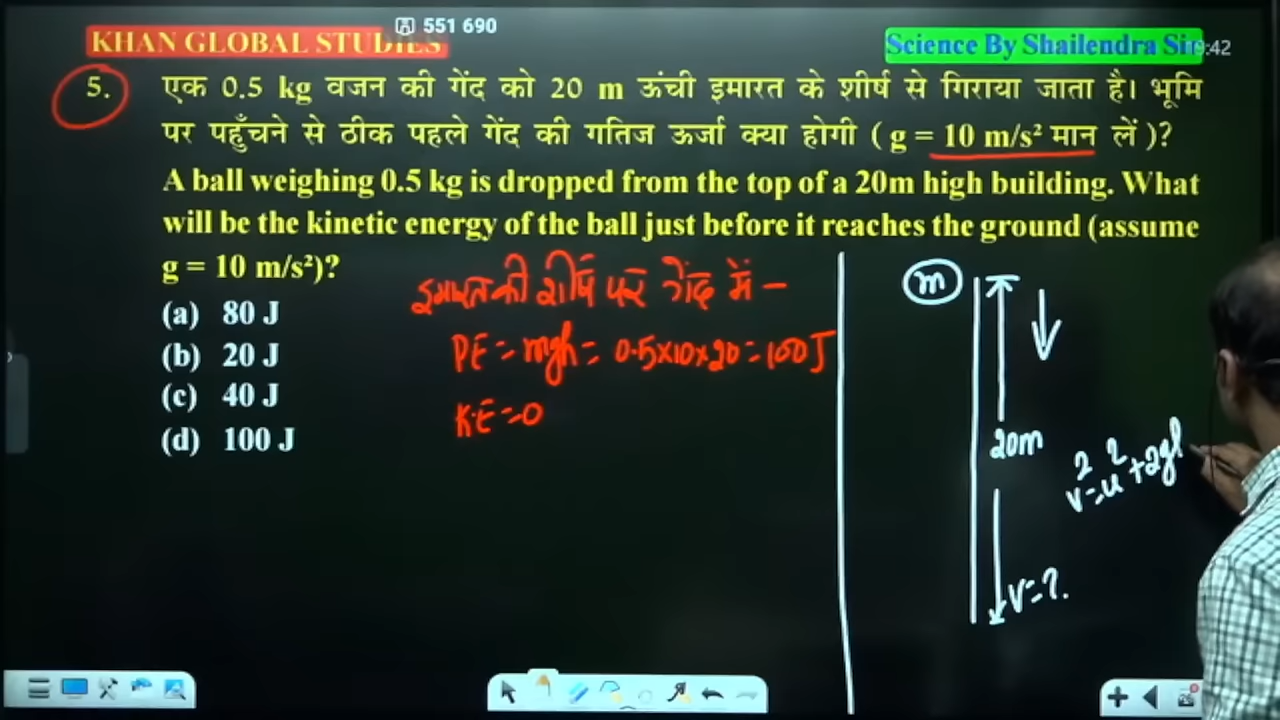 KHAN GLOBAL STUDIES
551 690
Science By Shailendra Sir
9:42
5. एक 0.5 kg वजन की गेंद को 20 m ऊंची इमारत के शीर्ष से गिराया जाता है। भूमि
पर पहुँचने से ठीक पहले गेंद की गतिज ऊर्जा क्या होगी ( g = 10 m/s² मान लें )?
A ball weighing 0.5 kg is dropped from the top of a 20m high building. What
will be the kinetic energy of the ball just before it reaches the ground (assume
g = 10 m/s²)?
(a) 80 J
(b) 20 J
(c) 40 J
(d) 100 J
इमारत की शीर्ष पर गेंद में –
PE = mgh = 0.5×10×20 = 100J
K.E = 0
m
20m
v² = u² + 2g
v = ?.